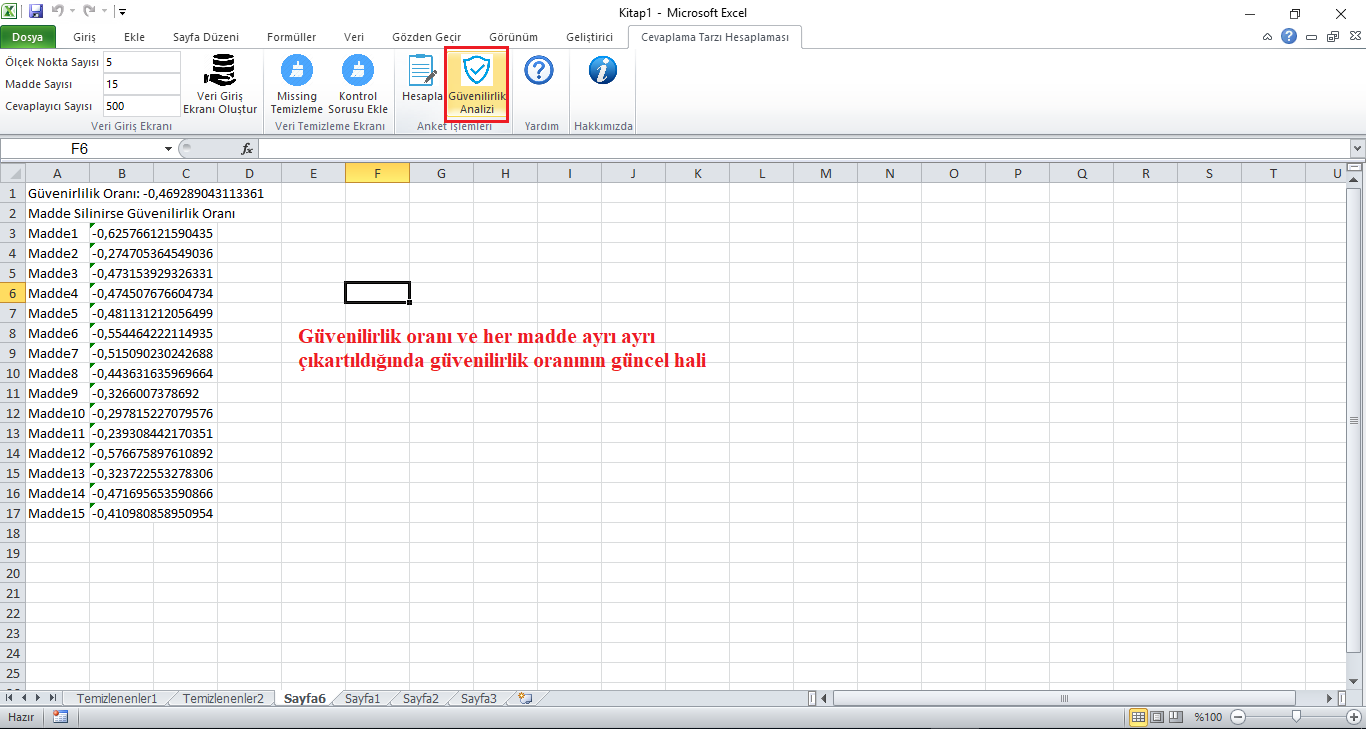 Kitap1 - Microsoft Excel
Dosya Giriş Ekle Sayfa Düzeni Formüller Veri Gözden Geçir Görünüm Geliştirici Cevaplama Tarzı Hesaplaması
Ölçek Nokta Sayısı 5
Madde Sayısı 15
Cevaplayıcı Sayısı 500
Veri Giriş
Ekranı Oluştur
Veri Giriş Ekranı
Missing
Temizleme
Kontrol
Sorusu Ekle
Veri Temizleme Ekranı
Hesapla
Güvenilirlik
Analizi
Anket İşlemleri
Yardım
Hakkımızda
F6 fx
A B C D E F G H I J K L M N O P Q R S T U
1 Güvenirlilik Oranı: -0,469289043113361
2 Madde Silinirse Güvenilirlik Oranı
3 Madde1 -0,625766121590435
4 Madde2 -0,274705364549036
5 Madde3 -0,473153929326331
6 Madde4 -0,474507676604734
7 Madde5 -0,481131212056499
8 Madde6 -0,554464222114935
9 Madde7 -0,515090230242688
10 Madde8 -0,443631635969664
11 Madde9 -0,3266007378692
12 Madde10 -0,297815227079576
13 Madde11 -0,239308442170351
14 Madde12 -0,576675897610892
15 Madde13 -0,323722553278306
16 Madde14 -0,471695653590866
17 Madde15 -0,410980858950954
18
19
20
21
22
23
24
25
Güvenilirlik oranı ve her madde ayrı ayrı
çıkartıldığında güvenilirlik oranının güncel hali
Temizlenenler1 Temizlenenler2 Sayfa6 Sayfa1 Sayfa2 Sayfa3
Hazır %100